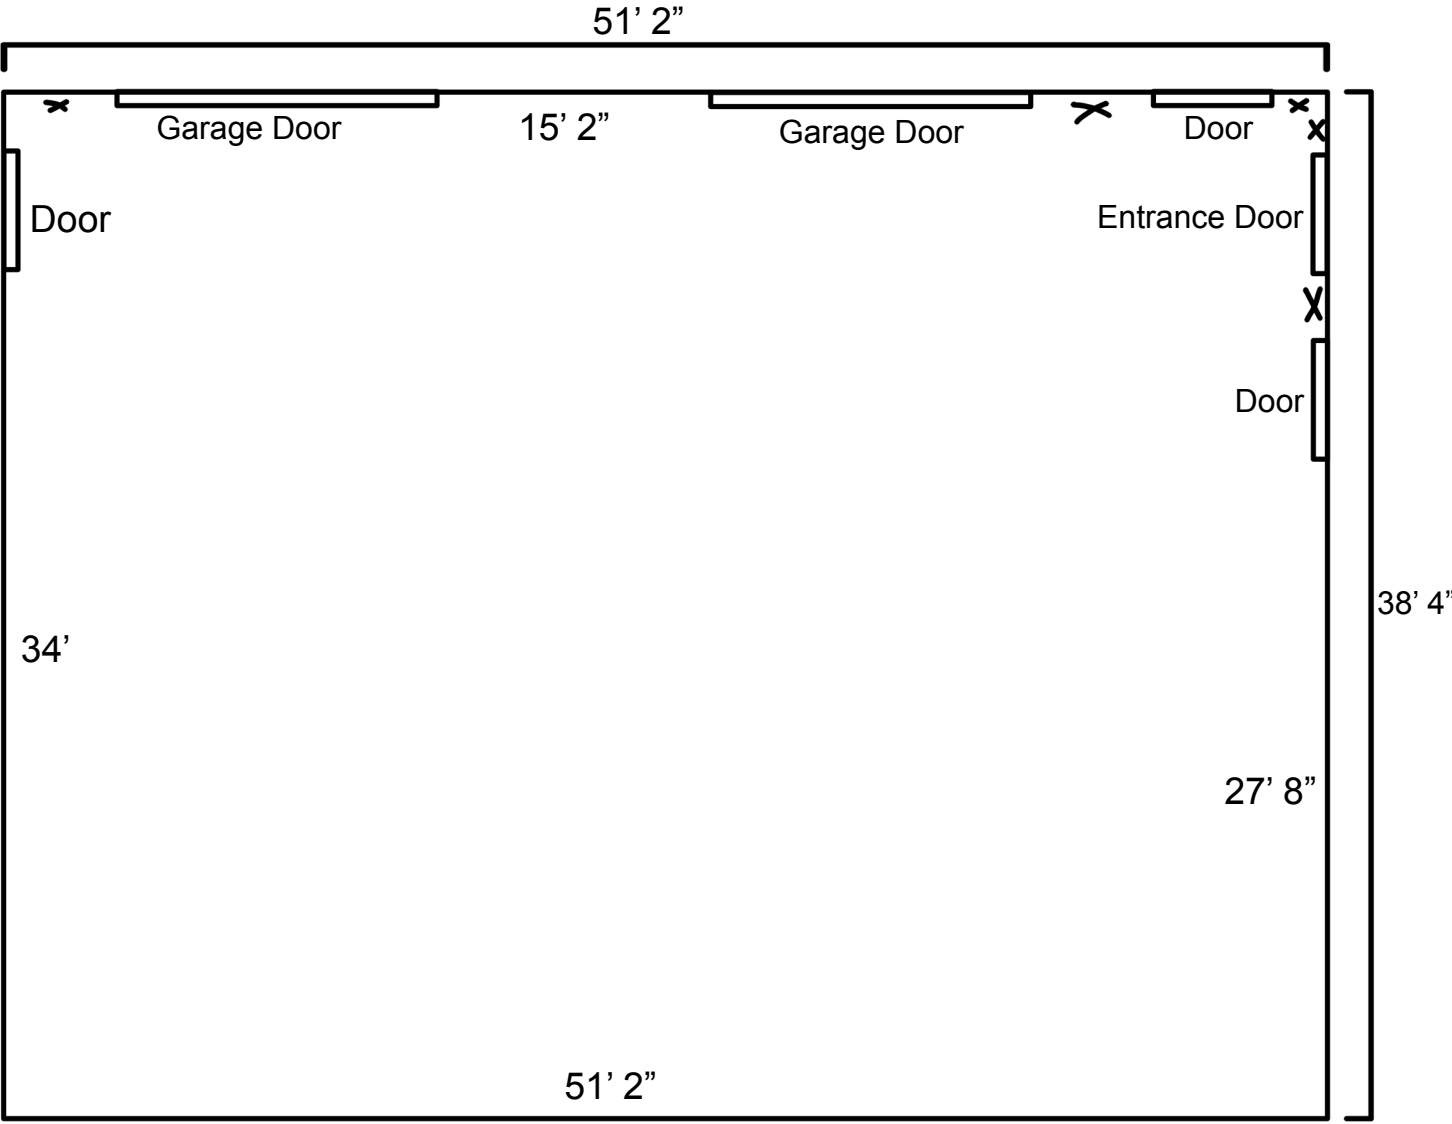 51’ 2”
Garage Door
15’ 2”
Garage Door
Door
Door
Entrance Door
Door
38’ 4”
34’
27’ 8”
51’ 2”